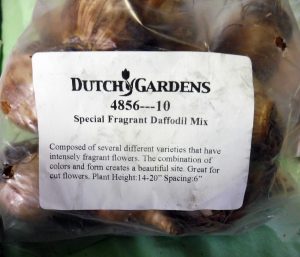 DUTCH GARDENS
4856---10
Special Fragrant Daffodil Mix
Composed of several different varieties that have
intensely fragrant flowers. The combination of
colors and form creates a beautiful site. Great for
cut flowers. Plant Height:14-20" Spacing:6"